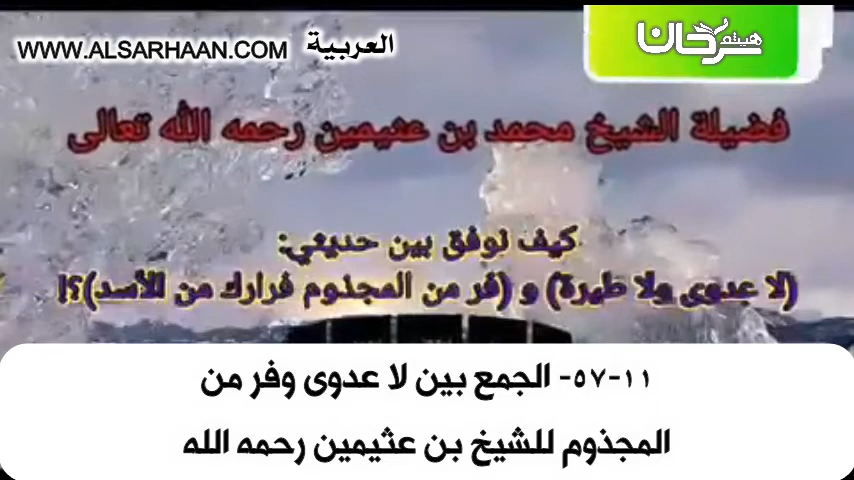 WWW.ALSARHAAN.COM العربية
هيثم سرحان
فضيلة الشيخ محمد بن عثيمين رحمه الله تعالى
كيف نوفق بين حديثي:
(لا عدوى ولا طيرة) و (فر من المجذوم فرارك من الأسد)؟!
١١-٥٧- الجمع بين لا عدوى وفر من
المجذوم للشيخ بن عثيمين رحمه الله